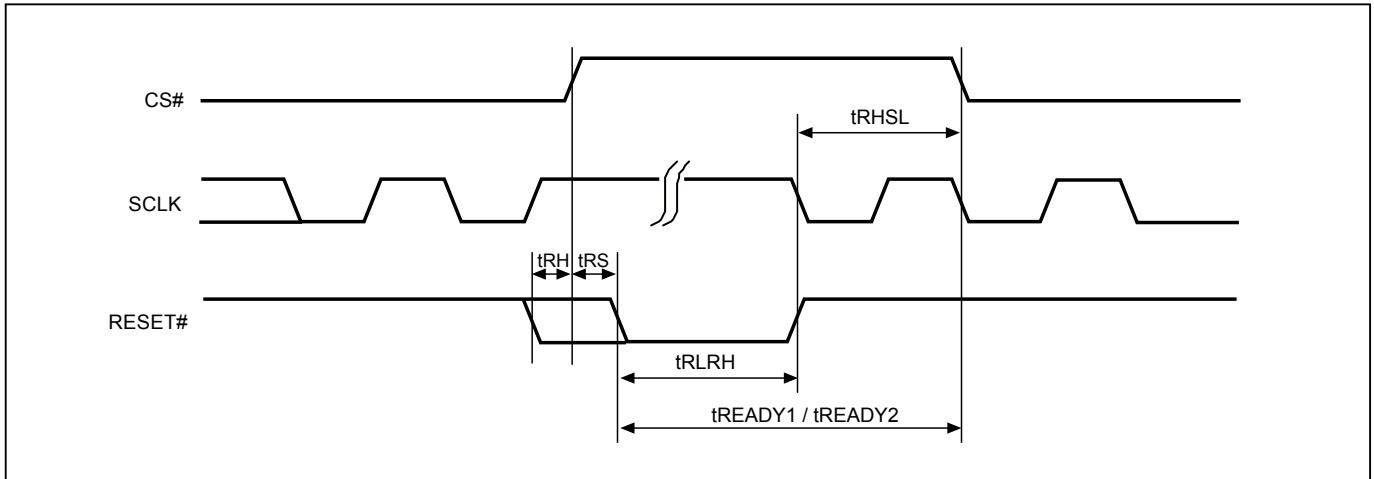 CS#
tRHSL
SCLK
tRH tRS
RESET#
tRLRH
tREADY1 / tREADY2